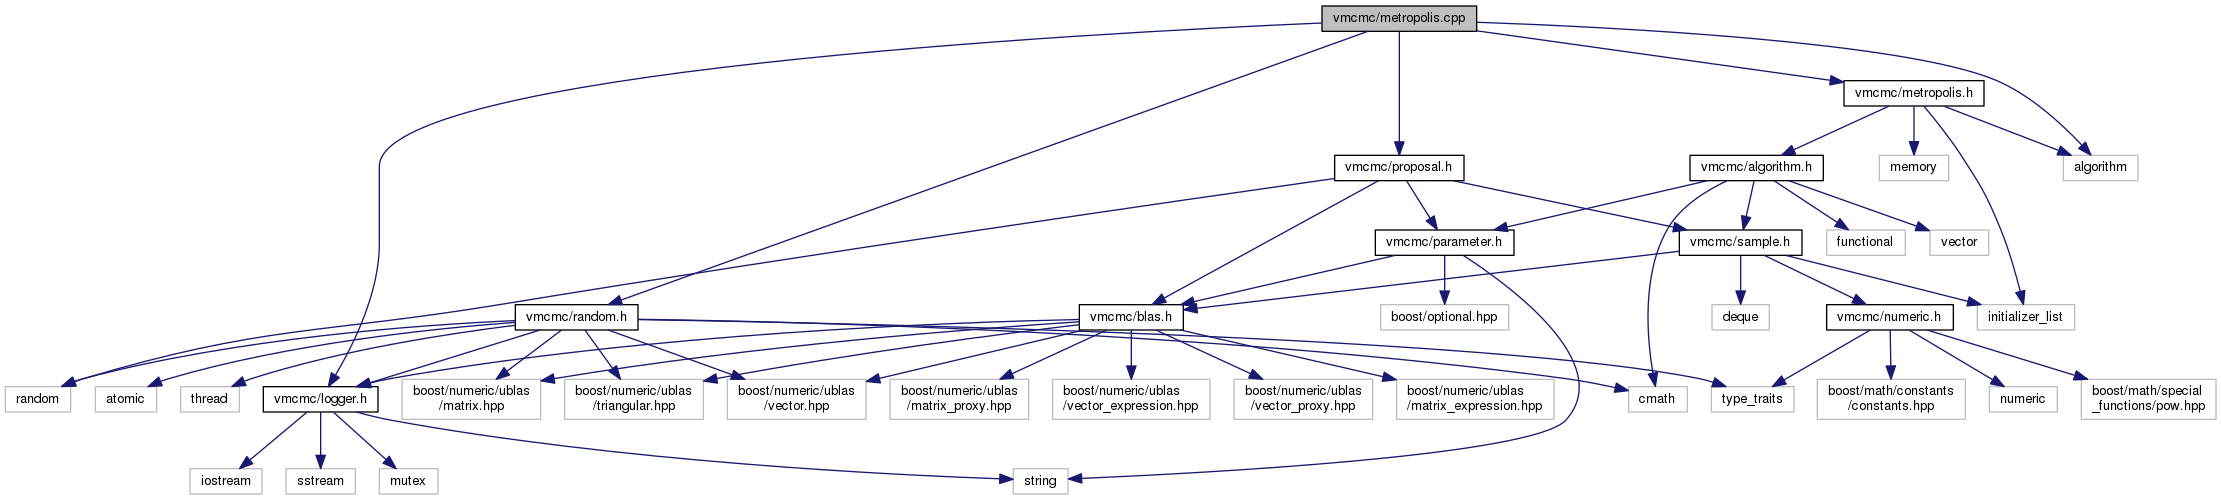 vmcmc/metropolis.cpp
vmcmc/metropolis.h
vmcmc/proposal.h
vmcmc/algorithm.h
memory
algorithm
vmcmc/parameter.h
vmcmc/sample.h
functional
vector
vmcmc/random.h
vmcmc/blas.h
boost/optional.hpp
deque
vmcmc/numeric.h
initializer_list
random
atomic
thread
vmcmc/logger.h
boost/numeric/ublas
/matrix.hpp
boost/numeric/ublas
/triangular.hpp
boost/numeric/ublas
/vector.hpp
boost/numeric/ublas
/matrix_proxy.hpp
boost/numeric/ublas
/vector_expression.hpp
boost/numeric/ublas
/vector_proxy.hpp
boost/numeric/ublas
/matrix_expression.hpp
cmath
type_traits
boost/math/constants
/constants.hpp
numeric
boost/math/special
_functions/pow.hpp
iostream
sstream
mutex
string